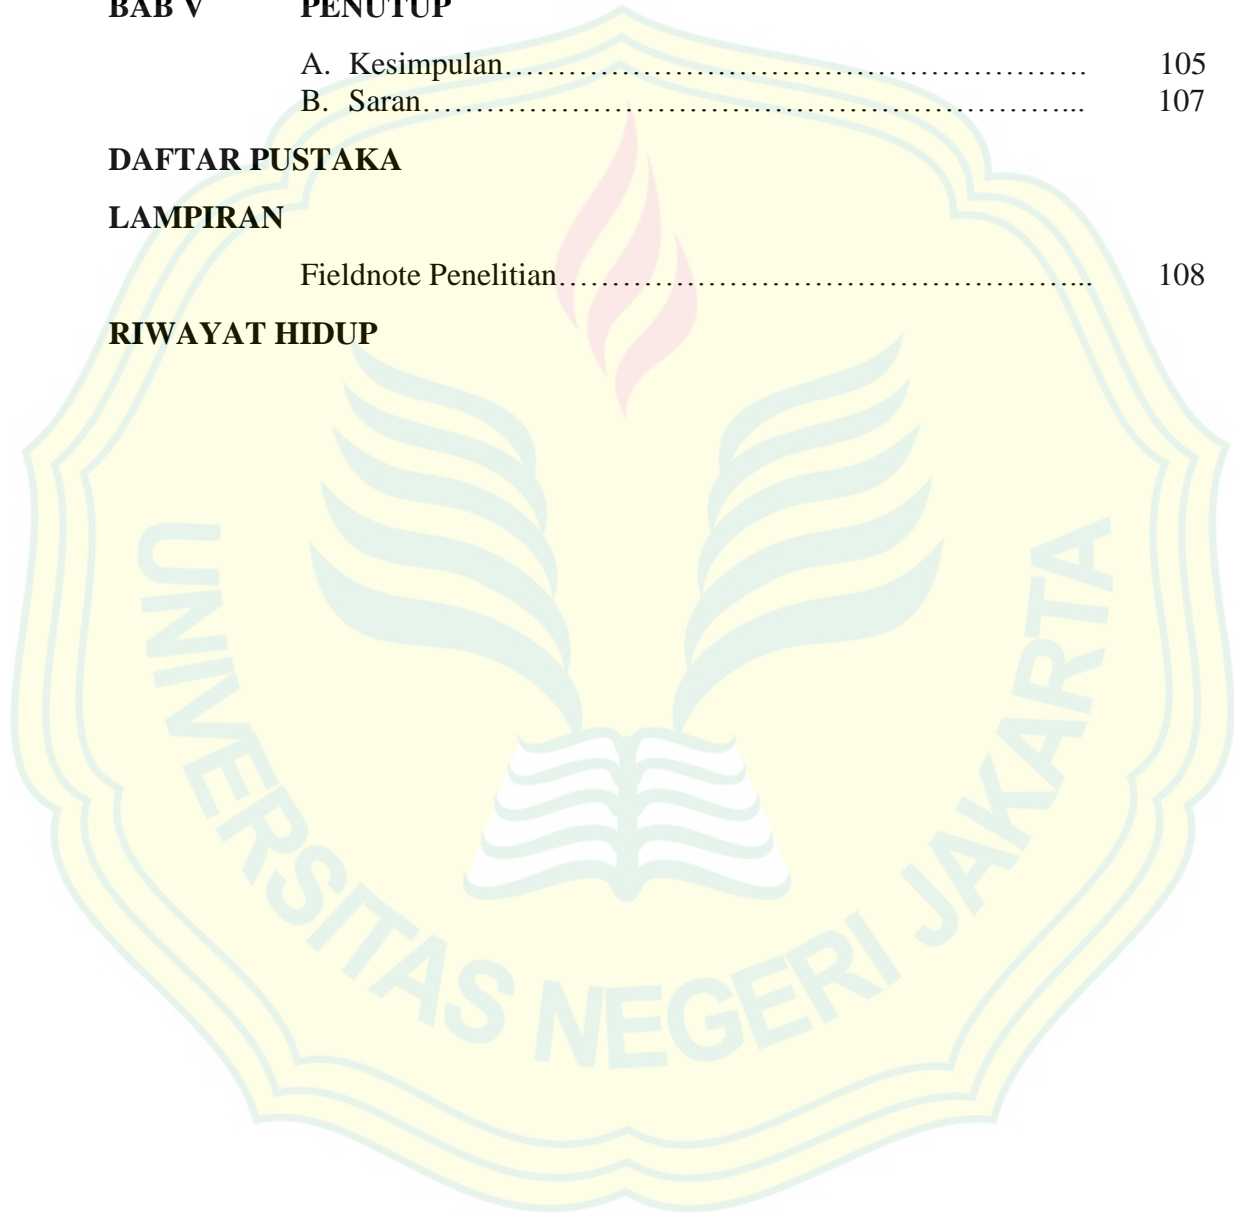 BAB V PENUTUP
A. Kesimpulan………………………………………………. 105
B. Saran……………………………………………………... 107
DAFTAR PUSTAKA
LAMPIRAN
Fieldnote Penelitian…………………………………………... 108
RIWAYAT HIDUP
UNIVERSITAS NEGERI JAKARTA